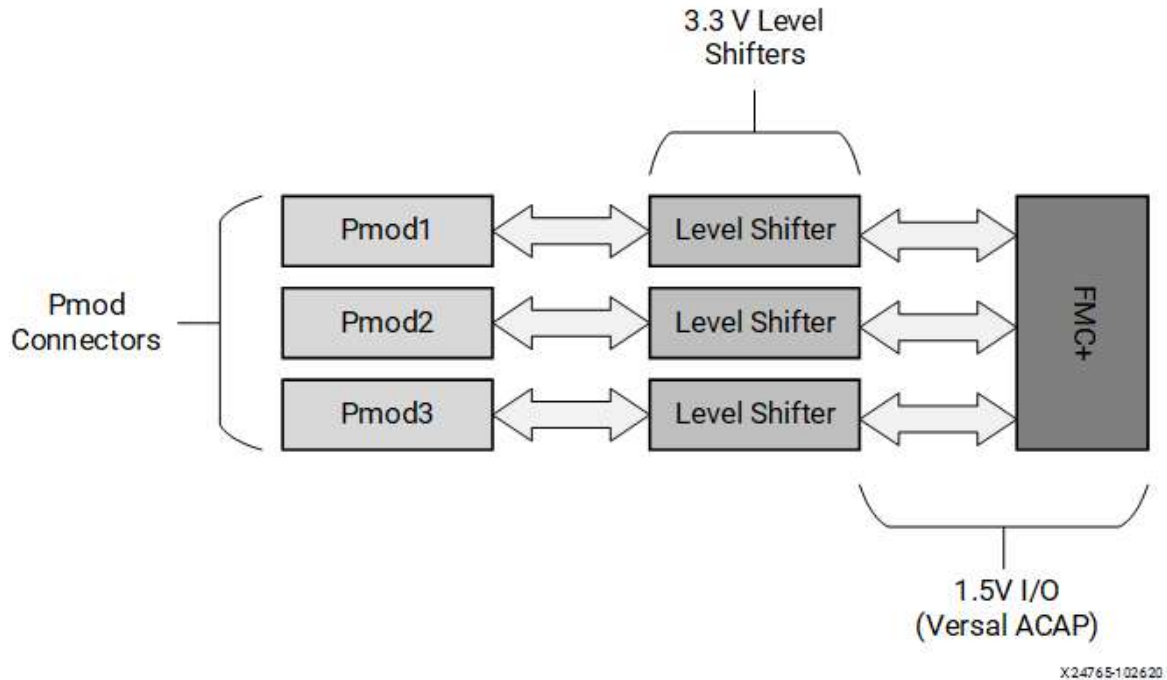 3.3 V Level
Shifters
Pmod1
Level Shifter
Pmod2
Level Shifter
Pmod3
Level Shifter
FMC+
Pmod
Connectors
1.5V I/O
(Versal ACAP)
X24765-102620